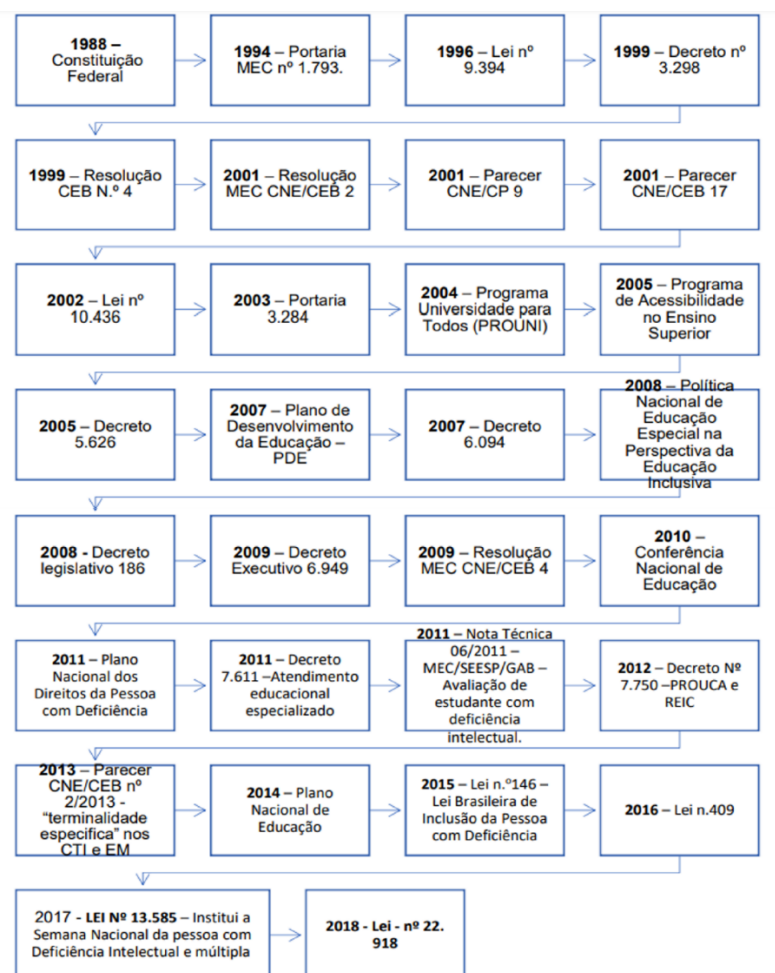 1988 –
Constituição
Federal
1994 – Portaria
MEC nº 1.793.
1996 – Lei nº
9.394
1999 – Decreto nº
3.298
1999 – Resolução
CEB N.º 4
2001 – Resolução
MEC CNE/CEB 2
2001 – Parecer
CNE/CP 9
2001 – Parecer
CNE/CEB 17
2002 – Lei nº
10.436
2003 – Portaria
3.284
2004 – Programa
Universidade para
Todos (PROUNI)
2005 – Programa
de Acessibilidade
no Ensino
Superior
2005 – Decreto
5.626
2007 – Plano de
Desenvolvimento
da Educação –
PDE
2007 – Decreto
6.094
2008 – Política
Nacional de
Educação
Especial na
Perspectiva da
Educação
Inclusiva
2008 - Decreto
legislativo 186
2009 – Decreto
Executivo 6.949
2009 – Resolução
MEC CNE/CEB 4
2010 –
Conferência
Nacional de
Educação
2011 – Plano
Nacional dos
Direitos da Pessoa
com Deficiência
2011 – Decreto
7.611 –Atendimento
educacional
especializado
2011 – Nota Técnica
06/2011 –
MEC/SEESP/GAB –
Avaliação de
estudante com
deficiência
intelectual.
2012 – Decreto Nº
7.750 –PROUCA e
REIC
2013 – Parecer
CNE/CEB nº
2/2013 -
“terminalidade
especifica” nos
CTI e EM
2014 – Plano
Nacional de
Educação
2015 – Lei n.º146 –
Lei Brasileira de
Inclusão da Pessoa
com Deficiência
2016 – Lei n.409
2017 - LEI Nº 13.585 – Institui a
Semana Nacional da pessoa com
Deficiência Intelectual e múltipla
2018 - Lei - nº 22.
918